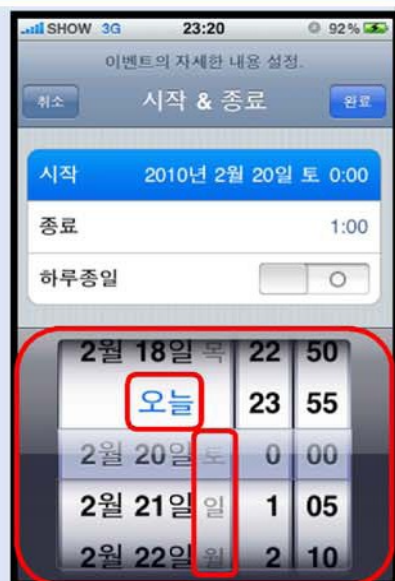 SHOW 3G 23:20 92%
이벤트의 자세한 내용 설정.
취소 시작 & 종료 완료
시작 2010년 2월 20일 토 0:00
종료 1:00
하루종일
2월 18일 목 22 50
오늘 23 55
2월 20일 토 0 00
2월 21일 일 1 05
2월 22일 월 2 10